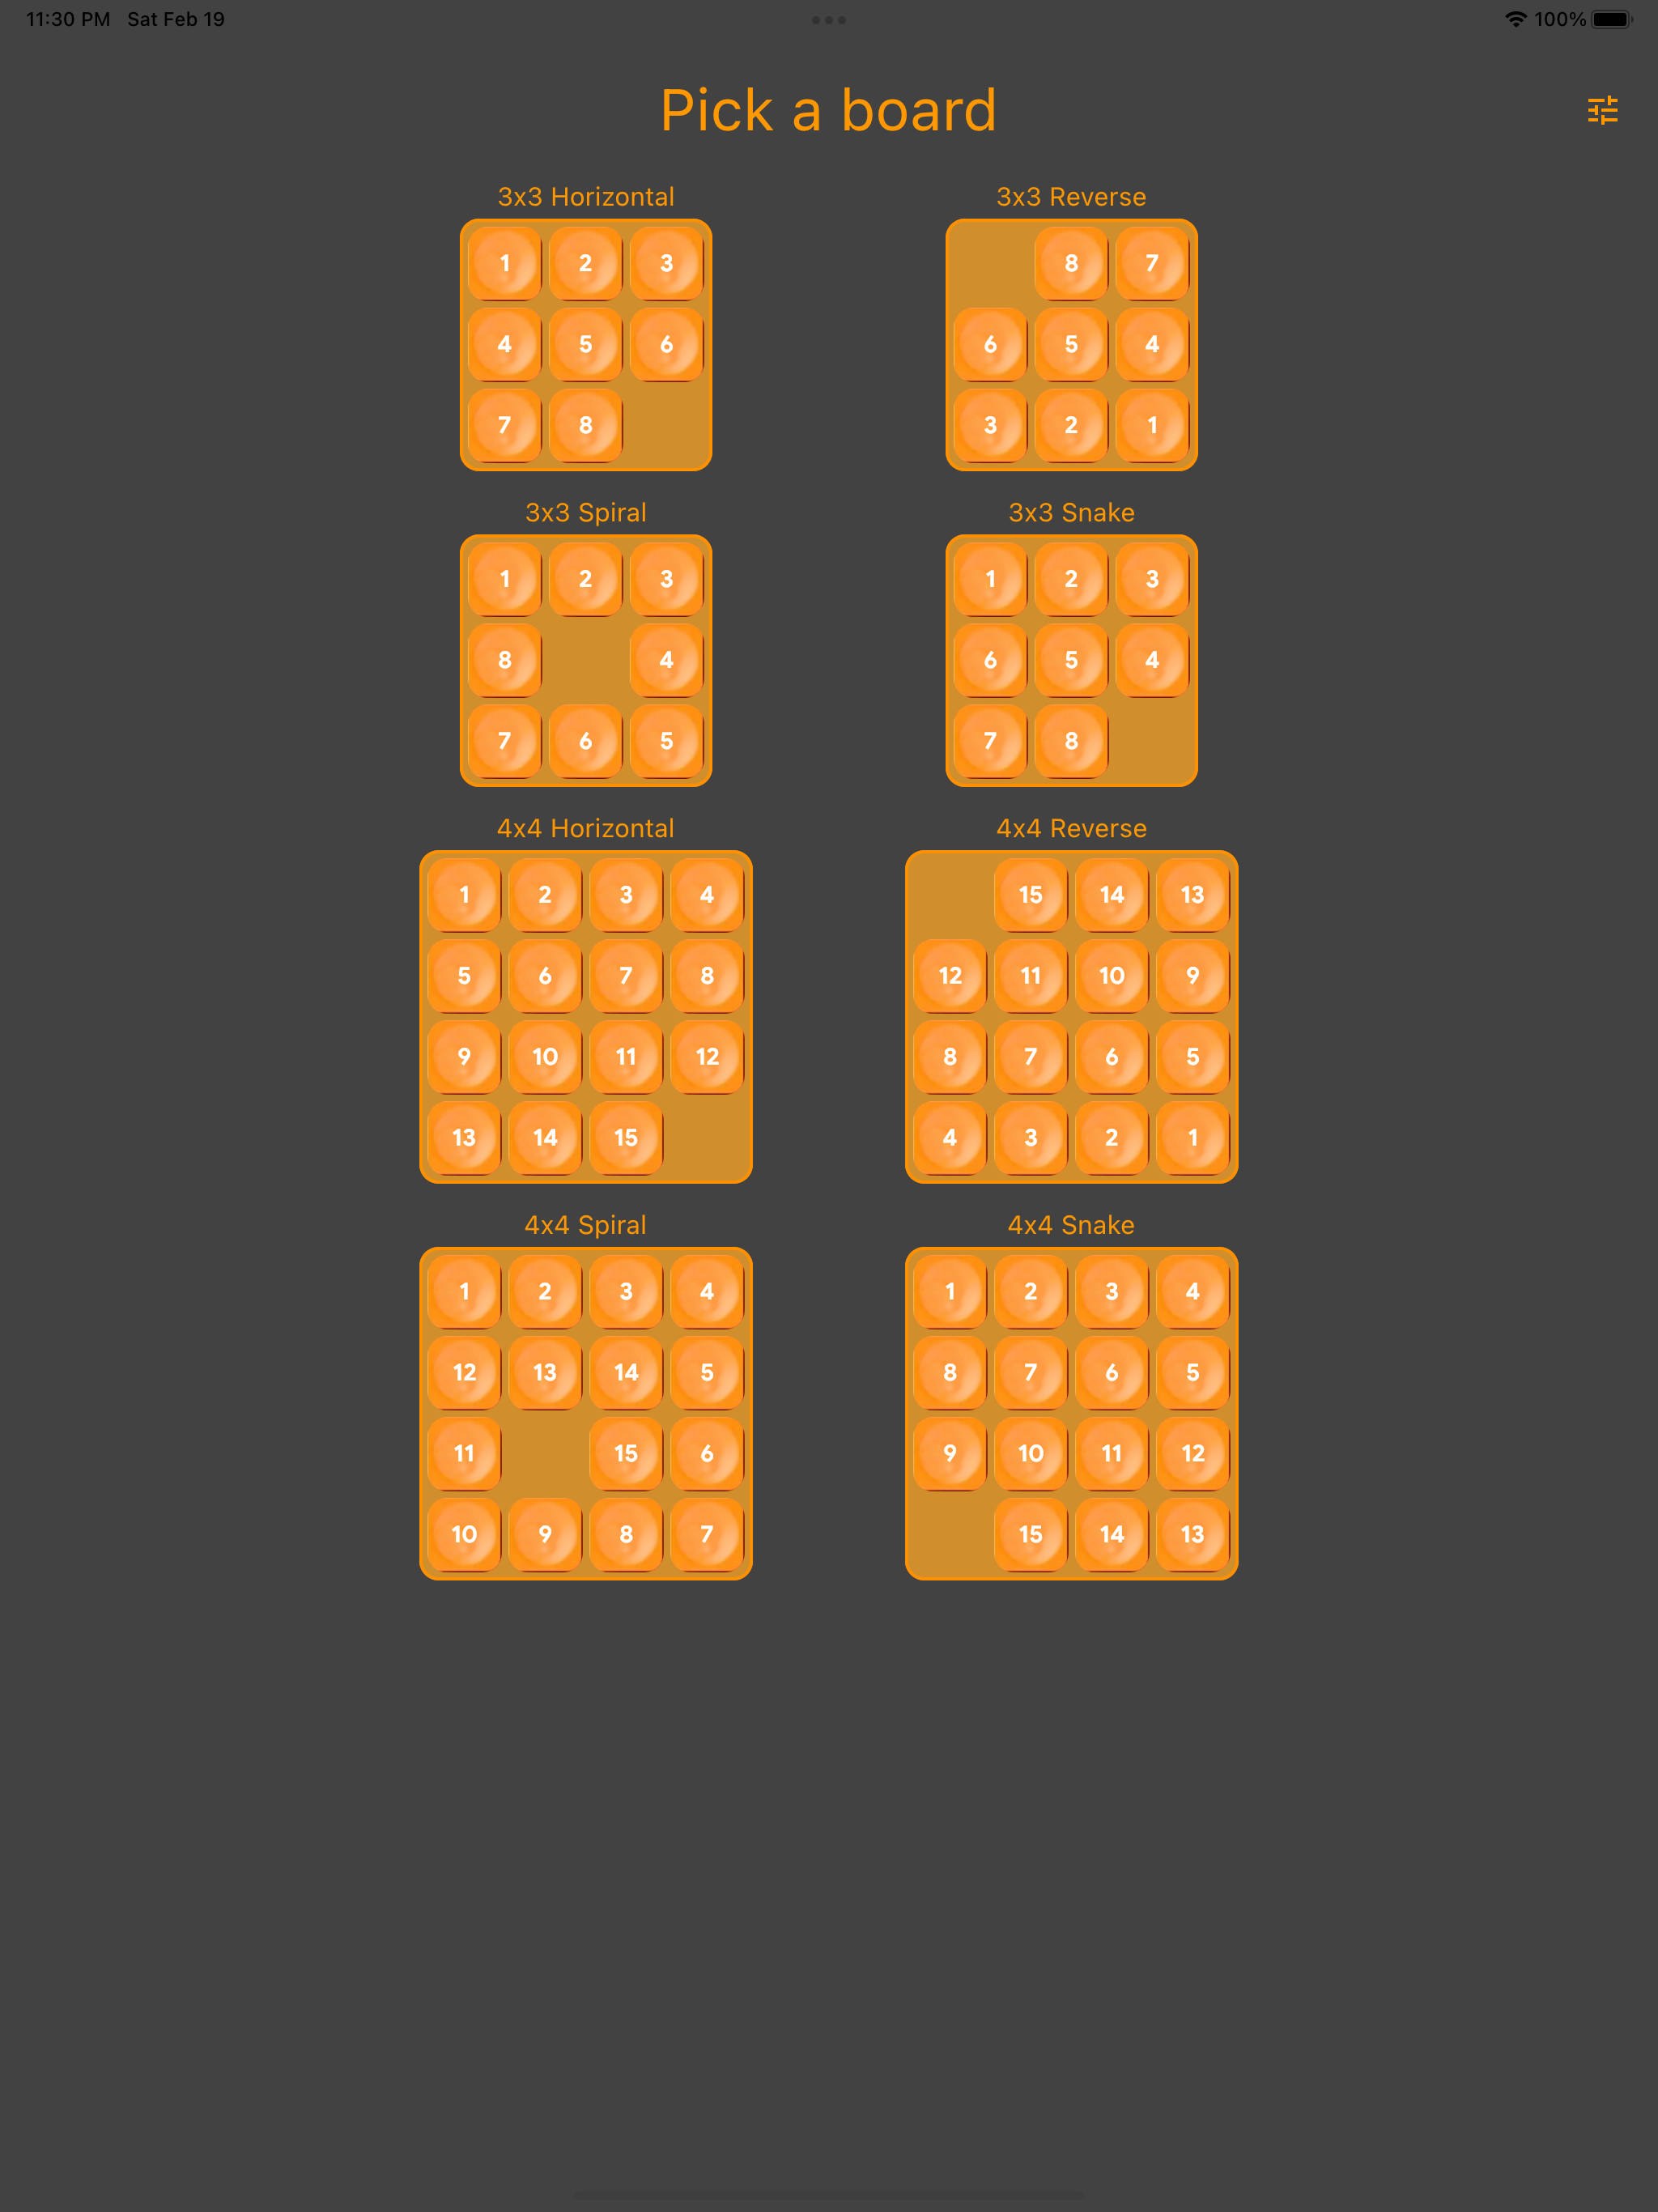 11:30 PM Sat Feb 19 100%
Pick a board
3x3 Horizontal
1 2 3
4 5 6
7 8
3x3 Reverse
8 7
6 5 4
3 2 1
3x3 Spiral
1 2 3
8 4
7 6 5
3x3 Snake
1 2 3
6 5 4
7 8
4x4 Horizontal
1 2 3 4
5 6 7 8
9 10 11 12
13 14 15
4x4 Reverse
15 14 13
12 11 10 9
8 7 6 5
4 3 2 1
4x4 Spiral
1 2 3 4
12 13 14 5
11 15 6
10 9 8 7
4x4 Snake
1 2 3 4
8 7 6 5
9 10 11 12
15 14 13